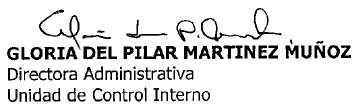 GLORIA DEL PILAR MARTINEZ MUÑOZ
Directora Administrativa
Unidad de Control Interno